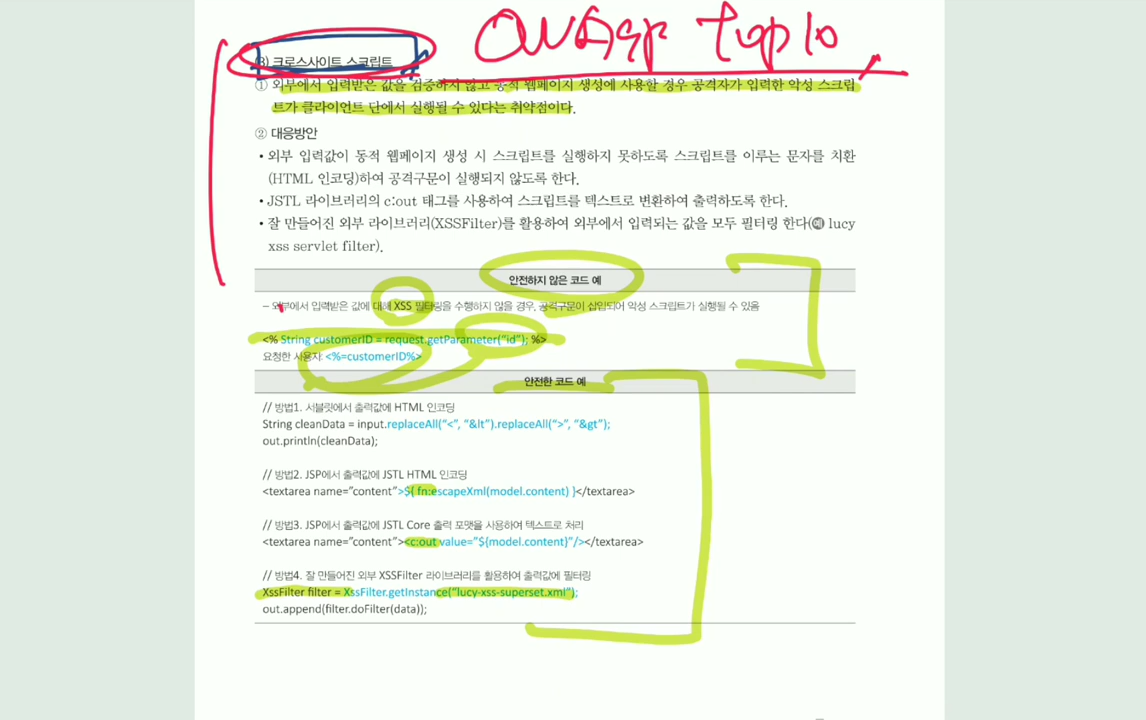 OWASP Top10
(3) 크로스사이트 스크립트
① 외부에서 입력받은 값을 검증하지 않고 동적 웹페이지 생성에 사용할 경우 공격자가 입력한 악성 스크립
트가 클라이언트 단에서 실행될 수 있다는 취약점이다.
② 대응방안
• 외부 입력값이 동적 웹페이지 생성 시 스크립트를 실행하지 못하도록 스크립트를 이루는 문자를 치환
(HTML 인코딩)하여 공격구문이 실행되지 않도록 한다.
• JSTL 라이브러리의 c:out 태그를 사용하여 스크립트를 텍스트로 변환하여 출력하도록 한다.
• 잘 만들어진 외부 라이브러리(XSSFilter)를 활용하여 외부에서 입력되는 값을 모두 필터링 한다(예 lucy
xss servlet filter).
안전하지 않은 코드 예
– 외부에서 입력받은 값에 대해 XSS 필터링을 수행하지 않을 경우, 공격구문이 삽입되어 악성 스크립트가 실행될 수 있음
<% String customerID = request.getParameter("id"); %>
요청한 사용자: <%=customerID%>
안전한 코드 예
// 방법1. 서블릿에서 출력값에 HTML 인코딩
String cleanData = input.replaceAll("<", "&lt").replaceAll(">", "&gt");
out.println(cleanData);
// 방법2. JSP에서 출력값에 JSTL HTML 인코딩
<textarea name="content">${ fn:escapeXml(model.content) }</textarea>
// 방법3. JSP에서 출력값에 JSTL Core 출력 포맷을 사용하여 텍스트로 처리
<textarea name="content"><c:out value="${model.content}"/></textarea>
// 방법4. 잘 만들어진 외부 XSSFilter 라이브러리를 활용하여 출력값에 필터링
XssFilter filter = XssFilter.getInstance("lucy-xss-superset.xml");
out.append(filter.doFilter(data));